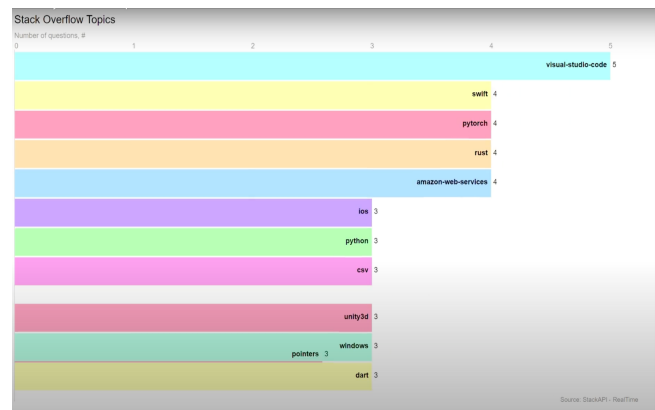 Stack Overflow Topics
Number of questions, #
0 1 2 3 4 5
visual-studio-code 5
swift 4
pytorch 4
rust 4
amazon-web-services 4
ios 3
python 3
csv 3
unity3d 3
windows 3
pointers 3
dart 3
Source: StackAPI - RealTime